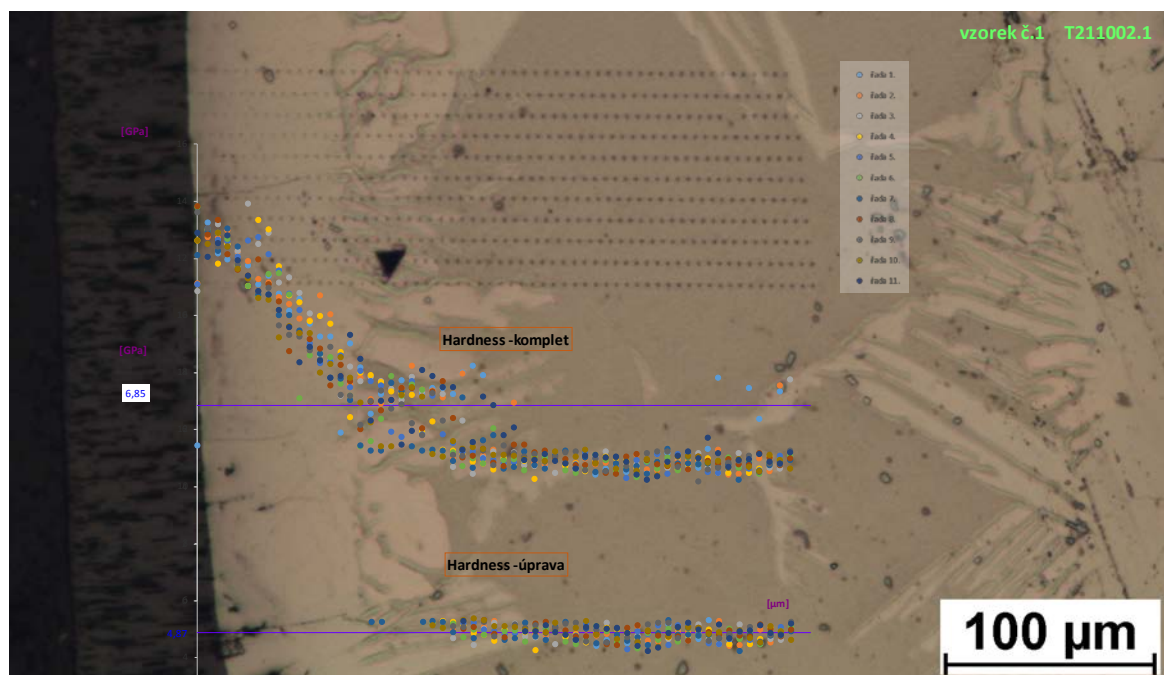 vzorek č.1 T211002.1
řada 1.
řada 2.
řada 3.
řada 4.
řada 5.
řada 6.
řada 7.
řada 8.
řada 9.
řada 10.
řada 11.
[GPa]
[GPa]
6,85
Hardness -komplet
Hardness -úprava
[µm]
100 µm